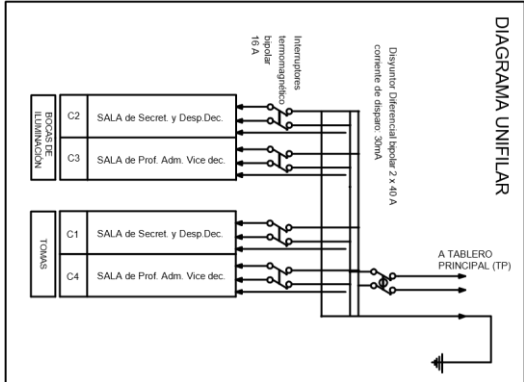 DIAGRAMA UNIFILAR
Disyuntor Diferencial bipolar 2 x 40 A
corriente de disparo: 30mA
Interruptores
termomagnético
bipolar
16 A
A TABLERO
PRINCIPAL (TP)
BOCAS DE
ILUMINACIÓN
C2
SALA de Secret. y Desp.Dec.
C3
SALA de Prof. Adm. Vice dec.
TOMAS
C1
SALA de Secret. y Desp.Dec.
C4
SALA de Prof. Adm. Vice dec.